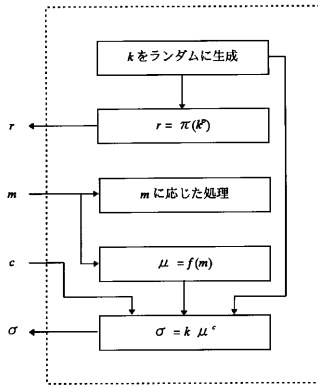 kをランダムに生成
r
r = π(k^p)
m
mに応じた処理
c
μ = f(m)
σ
σ = k μ^c